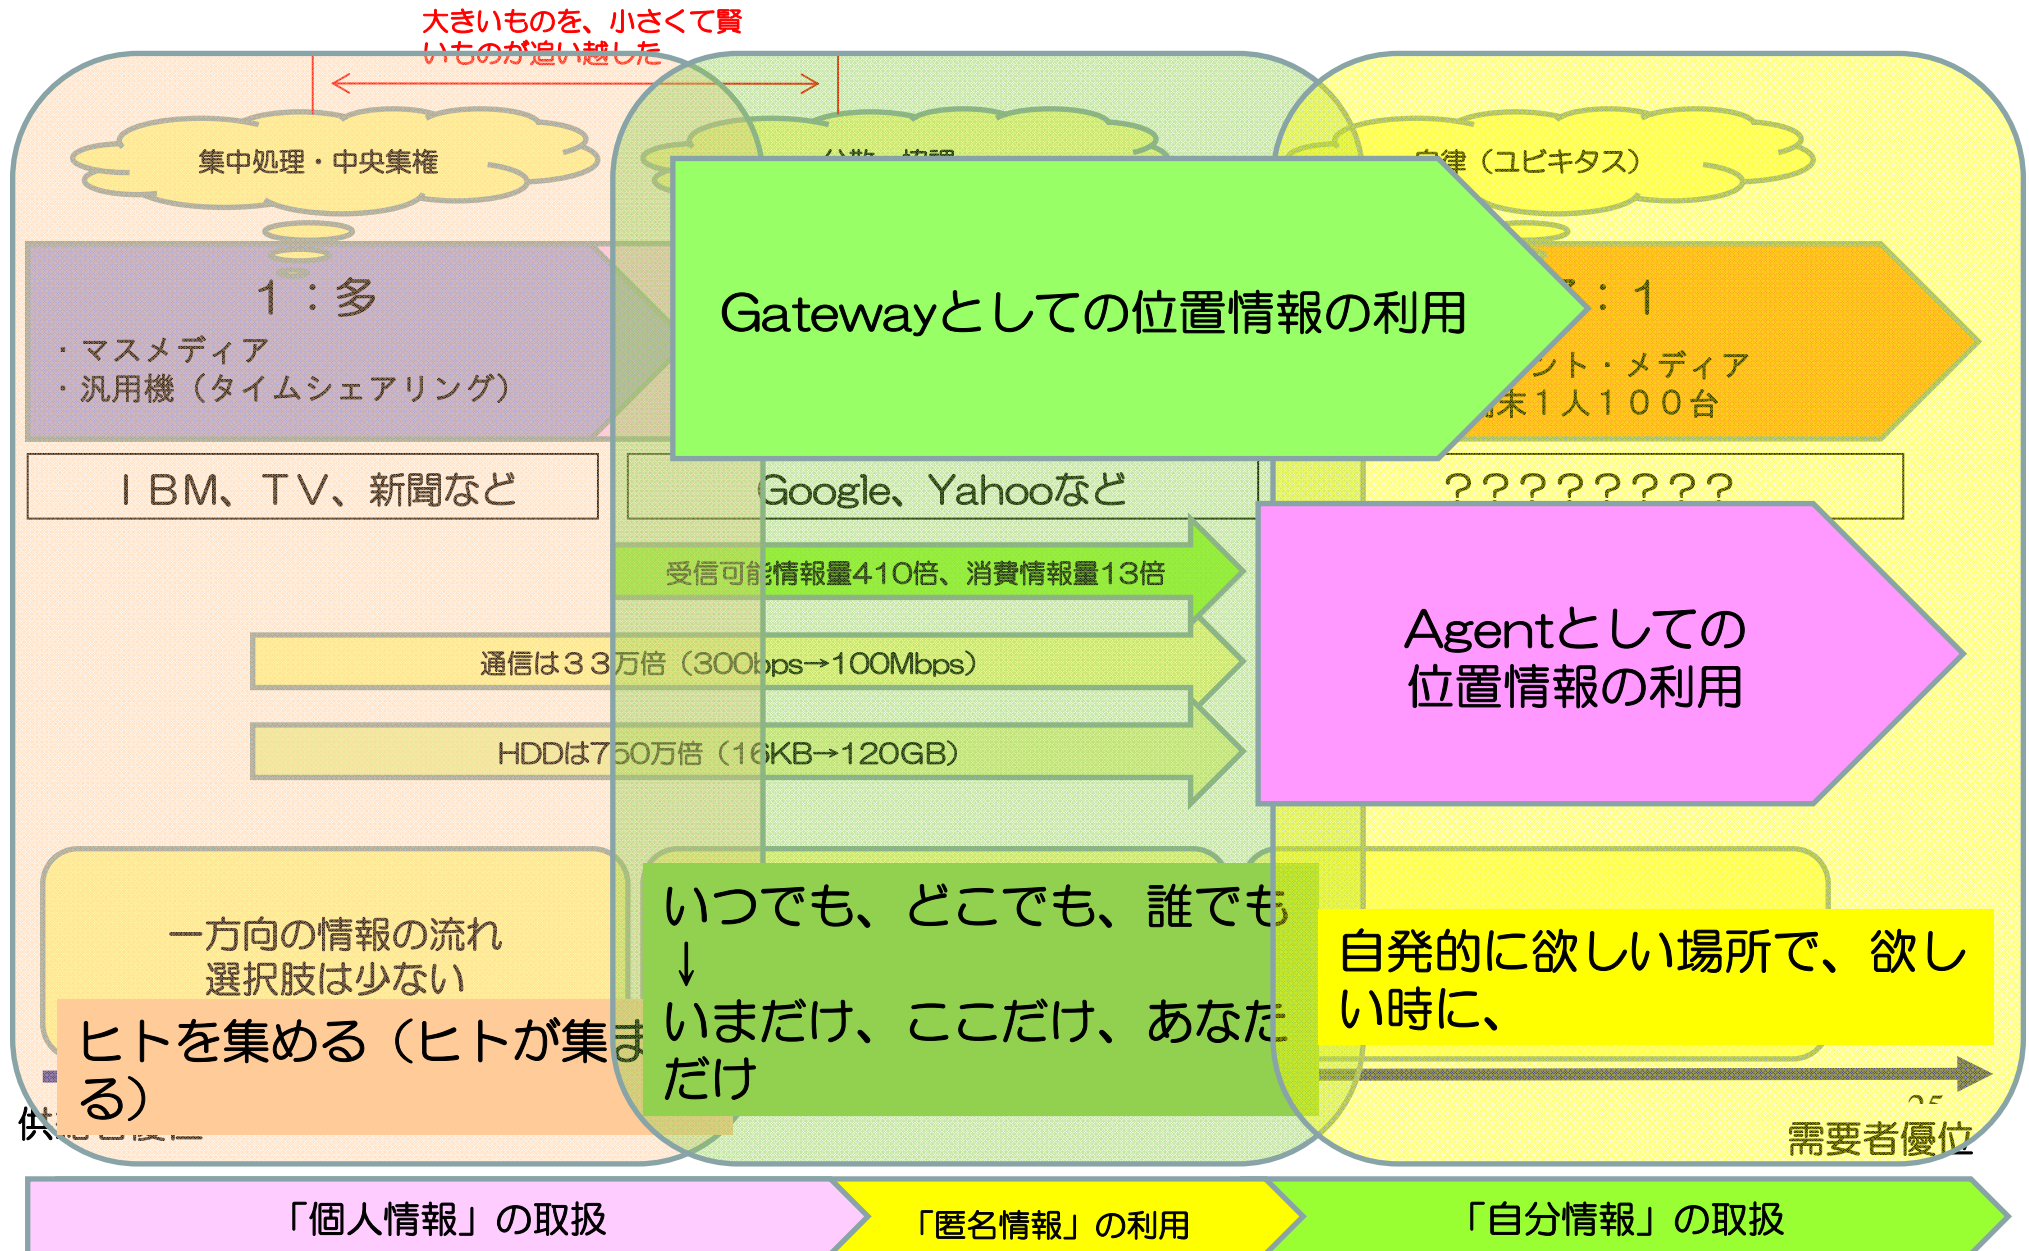 大きいものを、小さくて賢
いものが追い越した
集中処理・中央集権
分散・協調
自律（ユビキタス）
１：多
・マスメディア
・汎用機（タイムシェアリング）
Gatewayとしての位置情報の利用
：１
ント・メディア
末１人１００台
ＩＢＭ、ＴＶ、新聞など
Google、Yahooなど
？？？？？？？？
受信可能情報量410倍、消費情報量13倍
通信は３３万倍（300bps→100Mbps）
HDDは750万倍（16KB→120GB）
Agentとしての
位置情報の利用
一方向の情報の流れ
選択肢は少ない
ヒトを集める（ヒトが集ま
る）
いつでも、どこでも、誰でも
↓
いまだけ、ここだけ、あなた
だけ
自発的に欲しい場所で、欲し
い時に、
需要者優位
「個人情報」の取扱
「匿名情報」の利用
「自分情報」の取扱